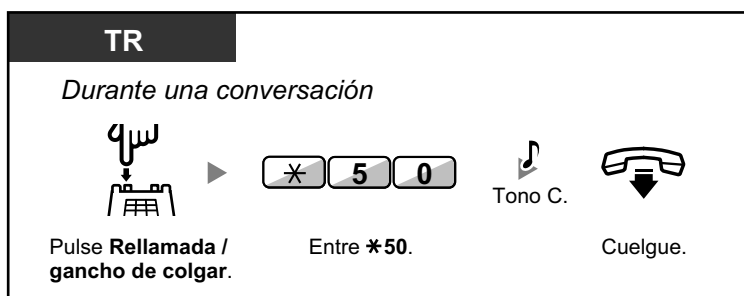 TR
Durante una conversación
* 5 0
Tono C.
Pulse Rellamada / gancho de colgar.
Entre *50.
Cuelgue.